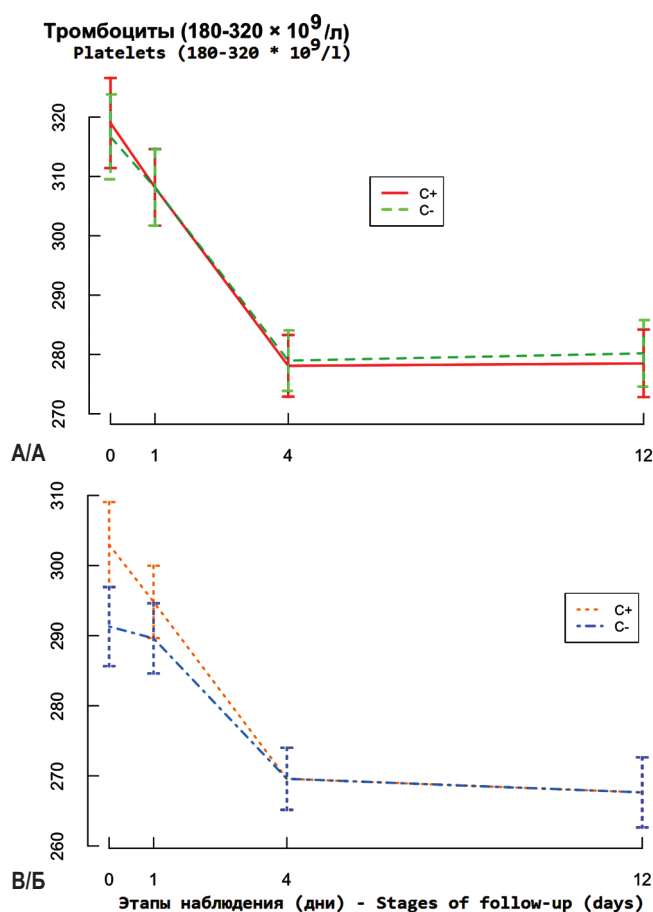 Тромбоциты (180-320 × 10⁹/л)
Platelets (180-320 * 10⁹/l)
320
310
300
290
280
270
C+
C-
А/A
0 1 4 12
310
300
290
280
270
260
C+
C-
В/Б
0 1 4 12
Этапы наблюдения (дни) - Stages of follow-up (days)